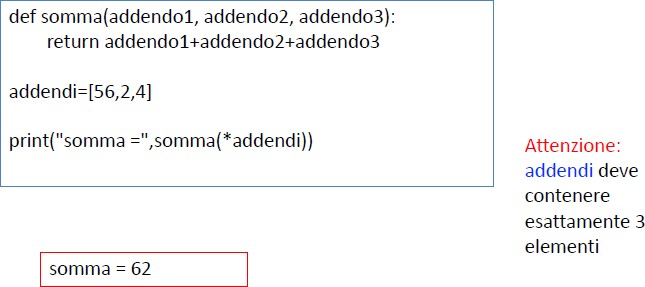 def somma(addendo1, addendo2, addendo3):
return addendo1+addendo2+addendo3
addendi=[56,2,4]
print("somma =",somma(*addendi))
Attenzione:
addendi deve
contenere
esattamente 3
elementi
somma = 62